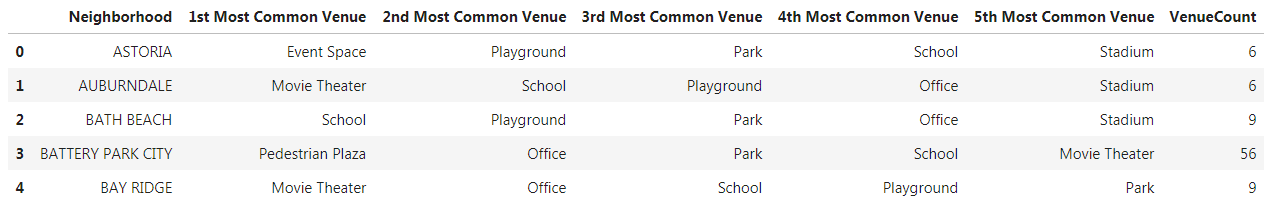 Neighborhood 1st Most Common Venue 2nd Most Common Venue 3rd Most Common Venue 4th Most Common Venue 5th Most Common Venue VenueCount
0 ASTORIA Event Space Playground Park School Stadium 6
1 AUBURNDALE Movie Theater School Playground Office Stadium 6
2 BATH BEACH School Playground Park Office Stadium 9
3 BATTERY PARK CITY Pedestrian Plaza Office Park School Movie Theater 56
4 BAY RIDGE Movie Theater Office School Playground Park 9